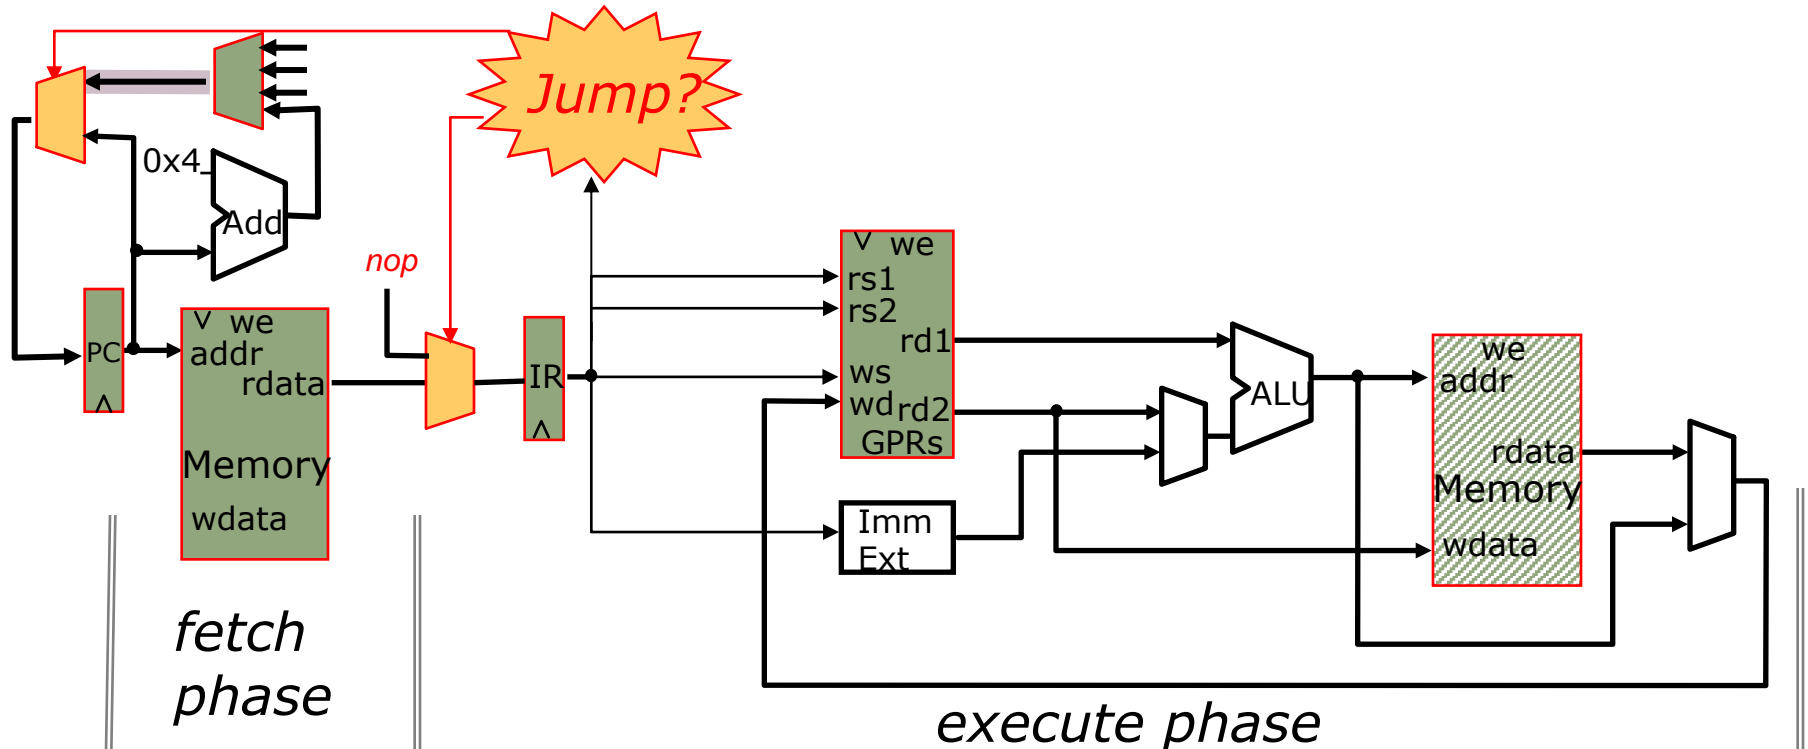 Jump?
0x4
Add
nop
PC
we
addr
rdata
Memory
wdata
IR
we
rs1
rs2
rd1
ws
wd
rd2
GPRs
Imm
Ext
ALU
we
addr
rdata
Memory
wdata
fetch
phase
execute phase